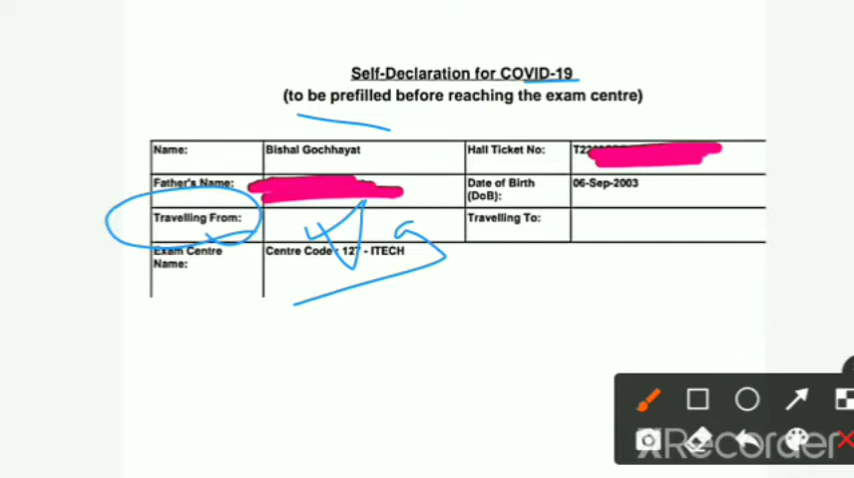 Self-Declaration for COVID-19
(to be prefilled before reaching the exam centre)
Name: Bishal Gochhayat Hall Ticket No:
Father's Name: Date of Birth (DoB): 06-Sep-2003
Travelling From: Travelling To:
Exam Centre Name: Centre Code - 127 - ITECH
XRecorder